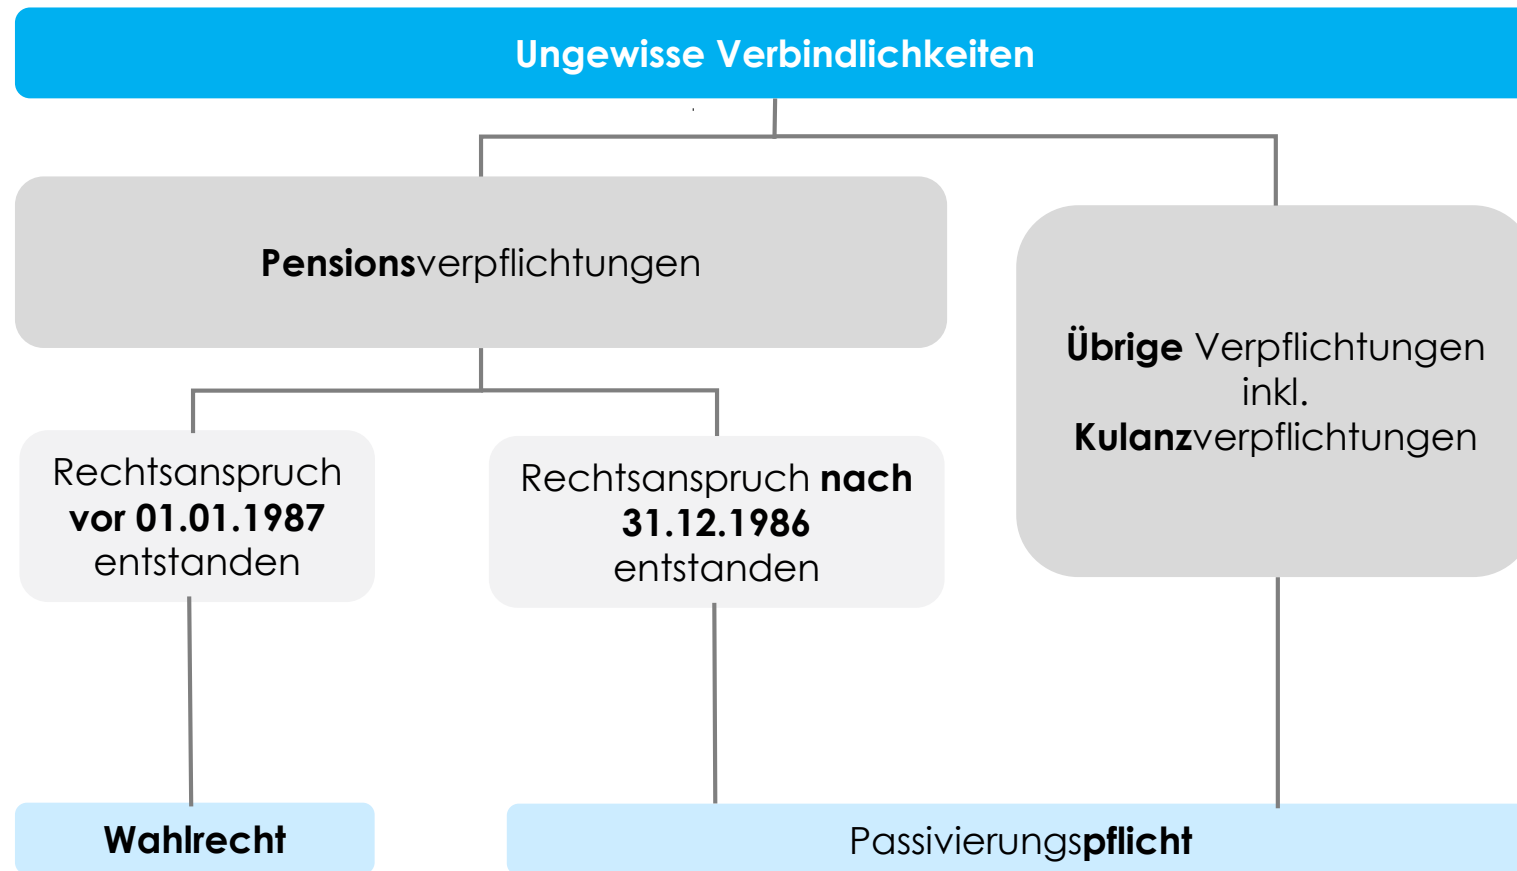 Ungewisse Verbindlichkeiten
Pensionsverpflichtungen
Übrige Verpflichtungen
inkl.
Kulanzverpflichtungen
Rechtsanspruch
vor 01.01.1987
entstanden
Rechtsanspruch nach
31.12.1986
entstanden
Wahlrecht
Passivierungspflicht